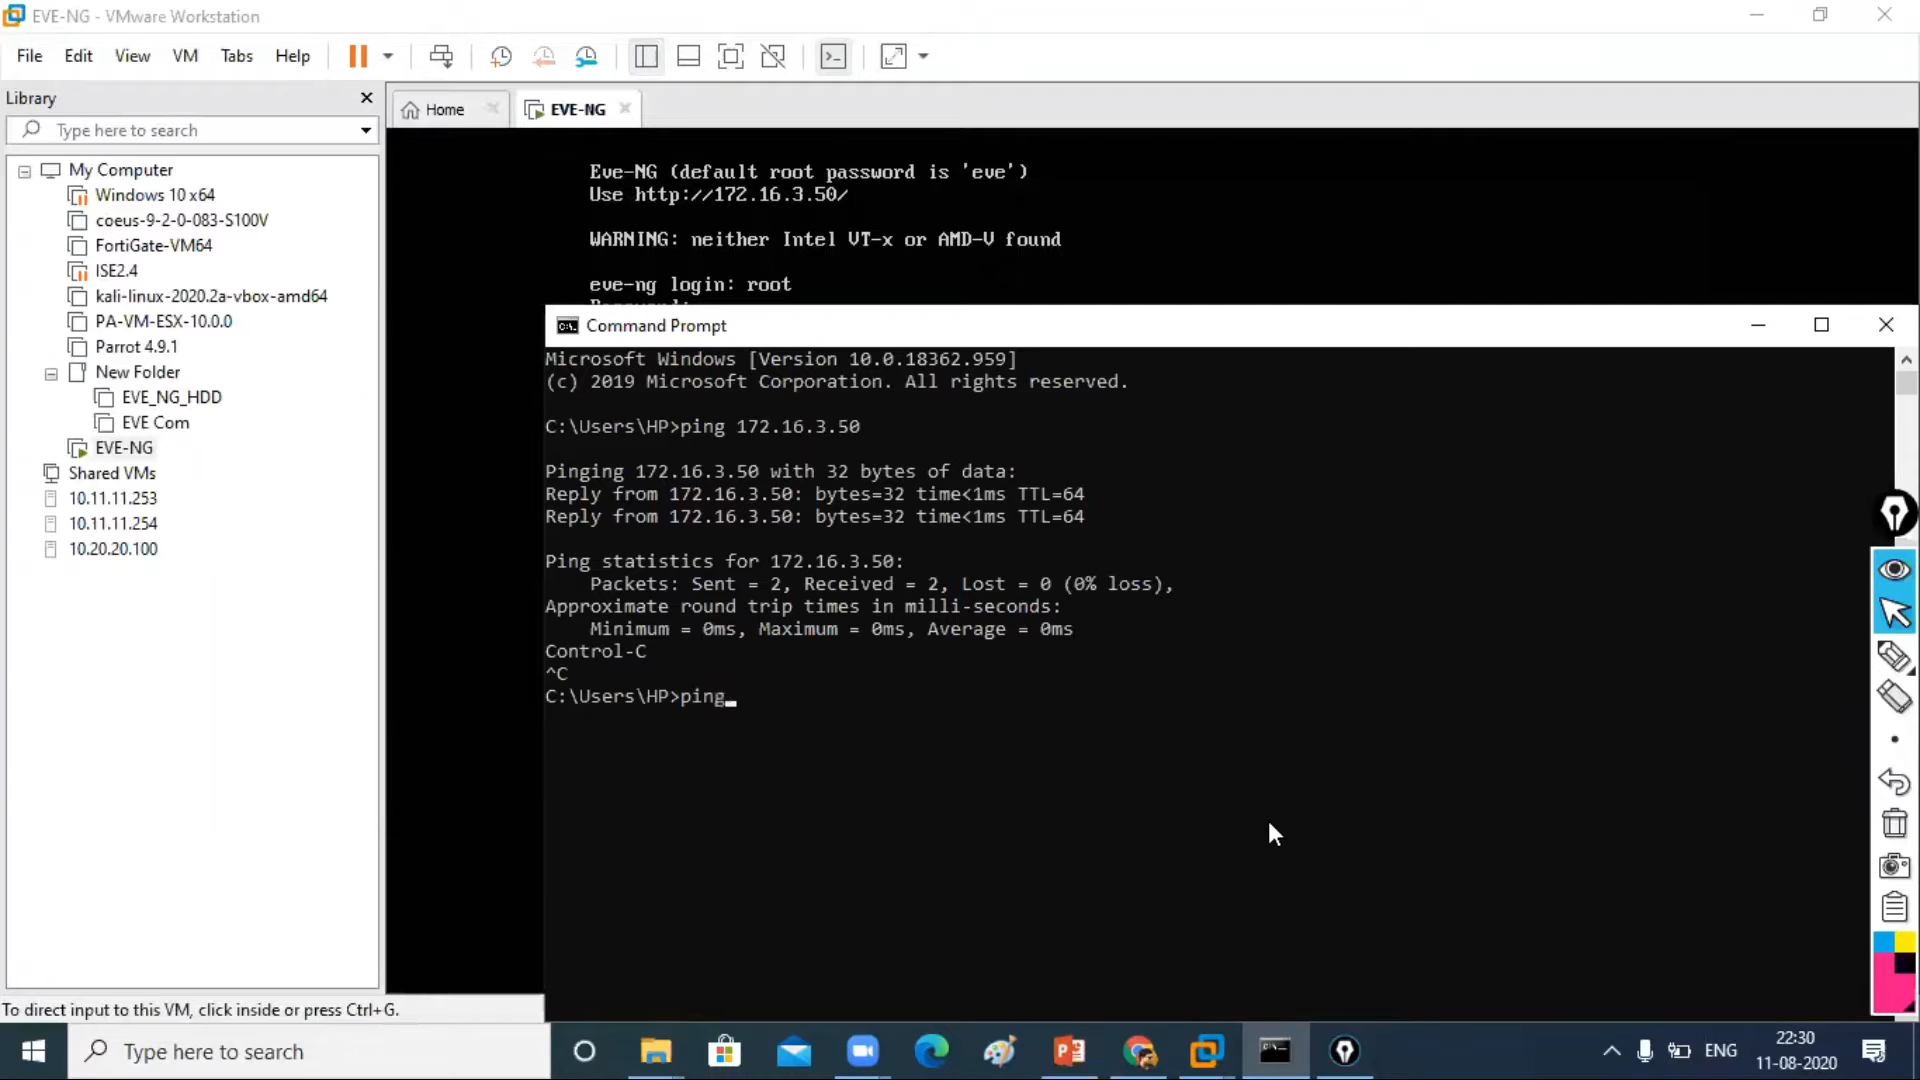 EVE-NG - VMware Workstation
File Edit View VM Tabs Help
Library
Type here to search
My Computer
Windows 10 x64
coeus-9-2-0-083-S100V
FortiGate-VM64
ISE2.4
kali-linux-2020.2a-vbox-amd64
PA-VM-ESX-10.0.0
Parrot 4.9.1
New Folder
EVE_NG_HDD
EVE Com
EVE-NG
Shared VMs
10.11.11.253
10.11.11.254
10.20.20.100
To direct input to this VM, click inside or press Ctrl+G.
Home EVE-NG
Eve-NG (default root password is 'eve')
Use http://172.16.3.50/
WARNING: neither Intel VT-x or AMD-V found
eve-ng login: root
Command Prompt
Microsoft Windows [Version 10.0.18362.959]
(c) 2019 Microsoft Corporation. All rights reserved.
C:\Users\HP>ping 172.16.3.50
Pinging 172.16.3.50 with 32 bytes of data:
Reply from 172.16.3.50: bytes=32 time<1ms TTL=64
Reply from 172.16.3.50: bytes=32 time<1ms TTL=64
Ping statistics for 172.16.3.50:
Packets: Sent = 2, Received = 2, Lost = 0 (0% loss),
Approximate round trip times in milli-seconds:
Minimum = 0ms, Maximum = 0ms, Average = 0ms
Control-C
^C
C:\Users\HP>ping
Type here to search
ENG
22:30
11-08-2020